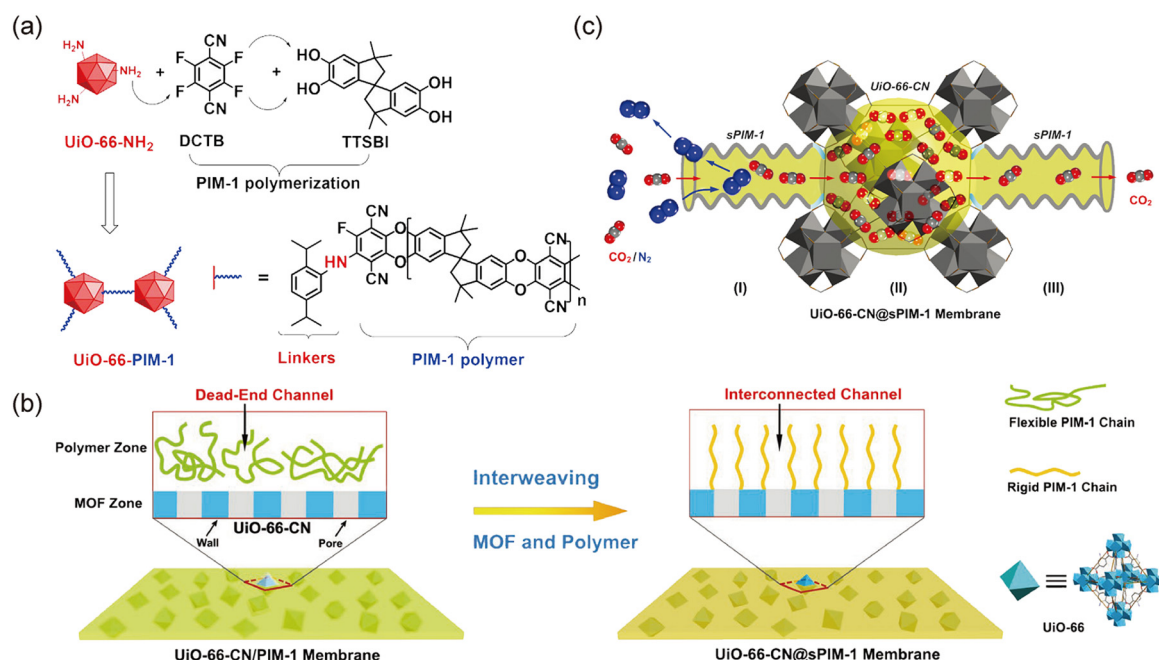 (a)
H₂N
NH₂
H₂N
UiO-66-NH₂
+
CN
F
F
F
F
CN
DCTB
+
HO
HO
OH
OH
TTSBI
PIM-1 polymerization
UiO-66-PIM-1
=
CN
F
HN
CN
O
O
O
O
CN
CN
n
Linkers
PIM-1 polymer
(c)
UiO-66-CN
sPIM-1
sPIM-1
CO₂/N₂
CO₂
(I)
(II)
(III)
UiO-66-CN@sPIM-1 Membrane
(b)
Dead-End Channel
Polymer Zone
MOF Zone
UiO-66-CN
Wall
Pore
UiO-66-CN/PIM-1 Membrane
Interweaving
MOF and Polymer
Interconnected Channel
UiO-66-CN@sPIM-1 Membrane
Flexible PIM-1 Chain
Rigid PIM-1 Chain
UiO-66